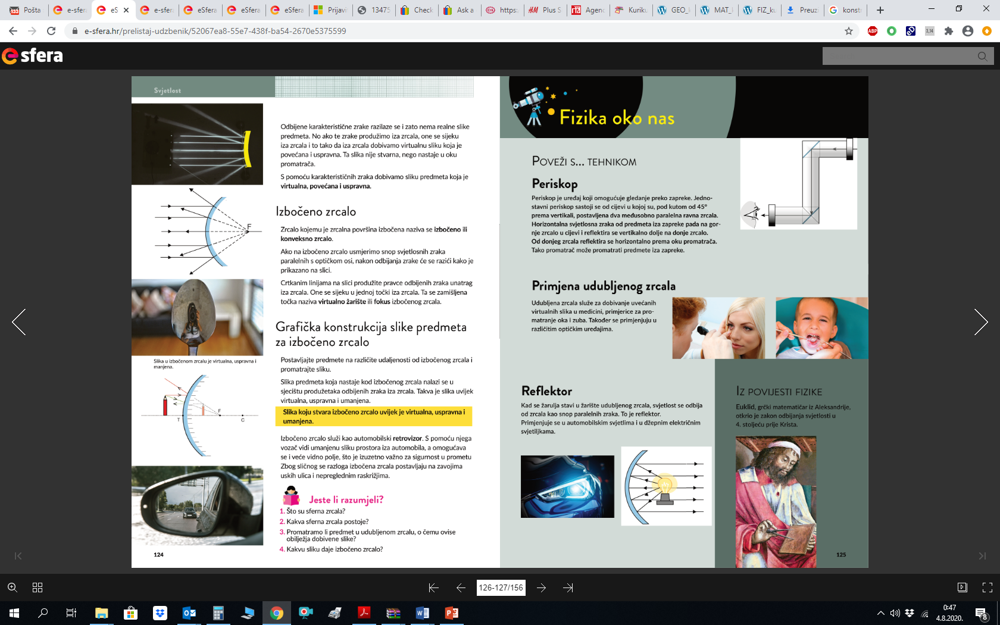 Pošta
e-sfera
eS
e-sfera
eSfera
eSfera
eSfera
Prijavi
13475
Check
Ask a
https:
Plus S
Agenc
Kuriku
GEO_k
MAT_k
FIZ_ku
Preuz
konstr
e-sfera.hr/prelistaj-udzbenik/52067ea8-55e7-438f-ba54-2670e5375599
ABP
3,14
esfera
Svjetlost
Odbijene karakteristične zrake razilaze se i zato nema realne slike
predmeta. No ako te zrake produžimo iza zrcala, one se sijeku
iza zrcala i to tako da iza zrcala dobivamo virtualnu sliku koja je
povećana i uspravna. Ta slika nije stvarna, nego nastaje u oku
promatrača.
S pomoću karakterističnih zraka dobivamo sliku predmeta koja je
virtualna, povećana i uspravna.
F
Izbočeno zrcalo
Zrcalo kojemu je zrcalna površina izbočena naziva se izbočeno ili
konveksno zrcalo.
Ako na izbočeno zrcalo usmjerimo snop svjetlosnih zraka
paralelnih s optičkom osi, nakon odbijanja zrake će se razići kako je
prikazano na slici.
Crtkanim linijama na slici produžite pravce odbijenih zraka unatrag
iza zrcala. One se sijeku u jednoj točki iza zrcala. Ta se zamišljena
točka naziva virtualno žarište ili fokus izbočenog zrcala.
Grafička konstrukcija slike predmeta
za izbočeno zrcalo
Slika u izbočenom zrcalu je virtualna, uspravna i
manjena.
T
F
C
Postavljajte predmete na različite udaljenosti od izbočenog zrcala i
promatrajte sliku.
Slika predmeta koja nastaje kod izbočenog zrcala nalazi se u
sjecištu produžetaka odbijenih zraka iza zrcala. Takva je slika uvijek
virtualna, uspravna i umanjena.
Slika koju stvara izbočeno zrcalo uvijek je virtualna, uspravna i
umanjena.
Izbočeno zrcalo služi kao automobilski retrovizor. S pomoću njega
vozač vidi umanjenu sliku prostora iza automobila, a omogućava
se i veće vidno polje, što je izuzetno važno za sigurnost u prometu
Zbog sličnog se razloga izbočena zrcala postavljaju na zavojima
uskih ulica i nepreglednim raskrižjima.
Jeste li razumjeli?
1. Što su sferna zrcala?
2. Kakva sferna zrcala postoje?
3. Promatramo li predmet u udubljenom zrcalu, o čemu ovise
obilježja dobivene slike?
4. Kakvu sliku daje izbočeno zrcalo?
124
Fizika oko nas
Poveži s... tehnikom
Periskop
Periskop je uređaj koji omogućuje gledanje preko zapreke. Jedno-
stavni periskop sastoji se od cijevi u kojoj su, pod kutom od 45°
prema vertikali, postavljena dva međusobno paralelna ravna zrcala.
Horizontalna svjetlosna zraka od predmeta iza zapreke pada na gor-
nje zrcalo u cijevi i reflektira se vertikalno dolje na donje zrcalo.
Od donjeg zrcala reflektira se horizontalno prema oku promatrača.
Tako promatrač može promatrati predmete iza zapreke.
Primjena udubljenog zrcala
Udubljena zrcala služe za dobivanje uvećanih
virtualnih slika u medicini, primjerice za pro-
matranje oka i zuba. Također se primjenjuju u
različitim optičkim uređajima.
Reflektor
Kad se žarulja stavi u žarište udubljenog zrcala, svjetlost se odbija
od zrcala kao snop paralelnih zraka. To je reflektor.
Primjenjuje se u automobilskim svjetlima i u džepnim električnim
svjetiljkama.
Iz povijesti fizike
Euklid, grčki matematičar iz Aleksandrije,
otkrio je zakon odbijanja svjetlosti u
4. stoljeću prije Krista.
125
126-127/156
0:47
4.8.2020.
8